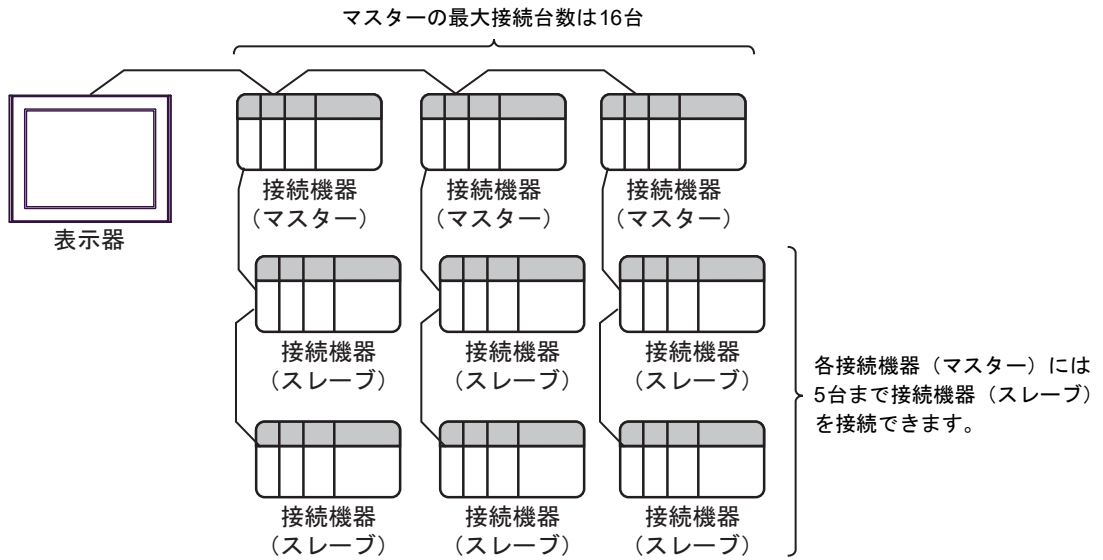 マスターの最大接続台数は16台
表示器
接続機器
（マスター）
接続機器
（マスター）
接続機器
（マスター）
接続機器
（スレーブ）
接続機器
（スレーブ）
接続機器
（スレーブ）
各接続機器（マスター）には
5台まで接続機器（スレーブ）
を接続できます。
接続機器
（スレーブ）
接続機器
（スレーブ）
接続機器
（スレーブ）